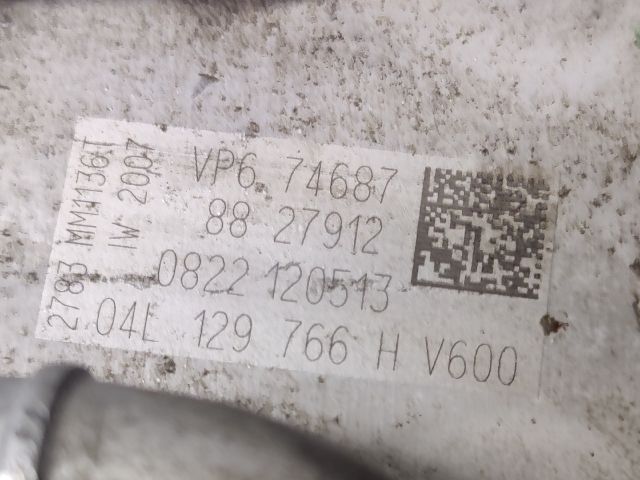 2783 MM1136T
IW 2007
VP6 74687
88 27912
0822 120513
04L 129 766 H V600